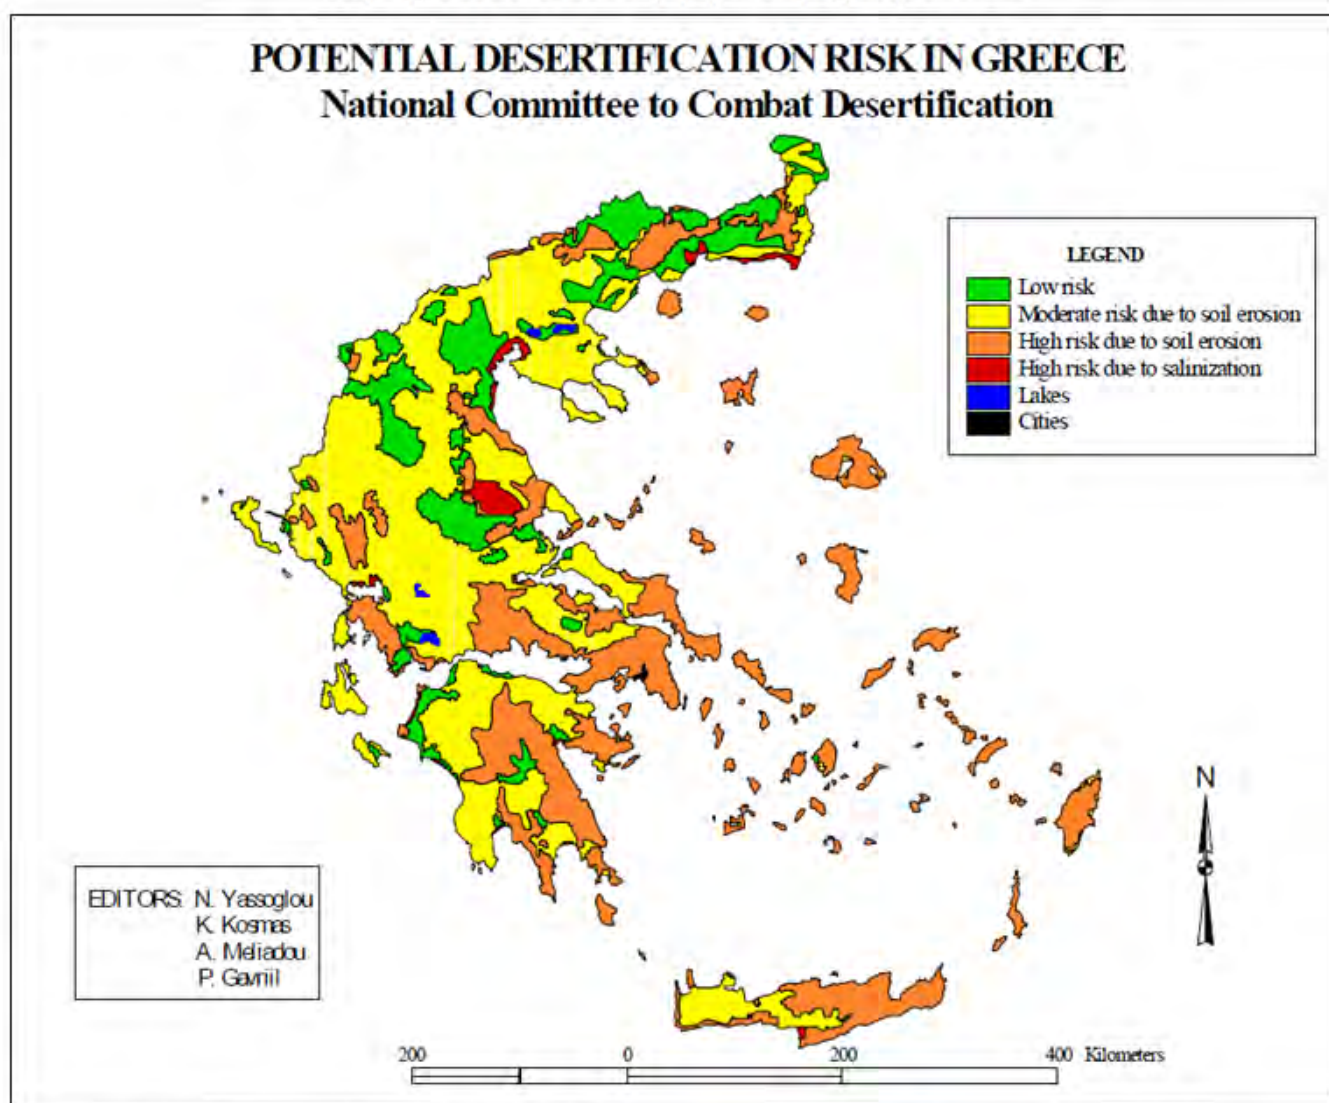 POTENTIAL DESERTIFICATION RISK IN GREECE
National Committee to Combat Desertification
LEGEND
Low risk
Moderate risk due to soil erosion
High risk due to soil erosion
High risk due to salinization
Lakes
Cities
N
EDITORS: N. Yassoglou
K. Kosmas
A. Meliadou
P. Gavriil
200 0 200 400 Kilometers